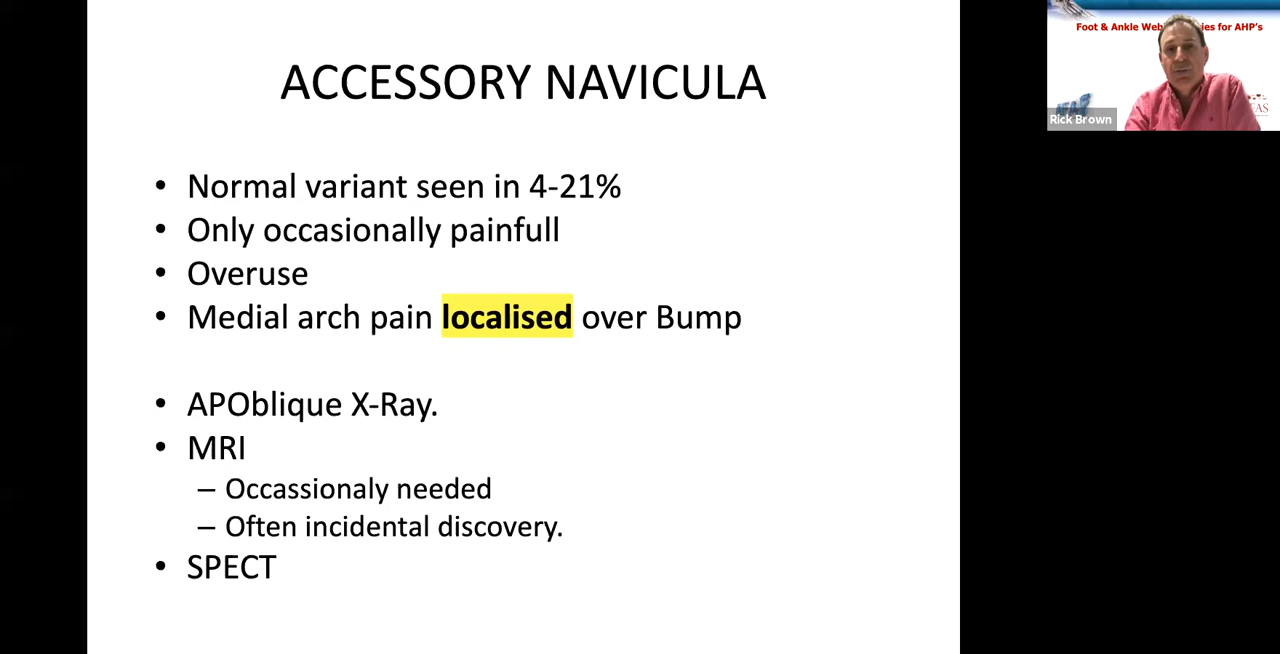 ACCESSORY NAVICULA
• Normal variant seen in 4-21%
• Only occasionally painfull
• Overuse
• Medial arch pain localised over Bump
• APOblique X-Ray.
• MRI
– Occassionaly needed
– Often incidental discovery.
• SPECT
Foot & Ankle Web ies for AHP's
Rick Brown